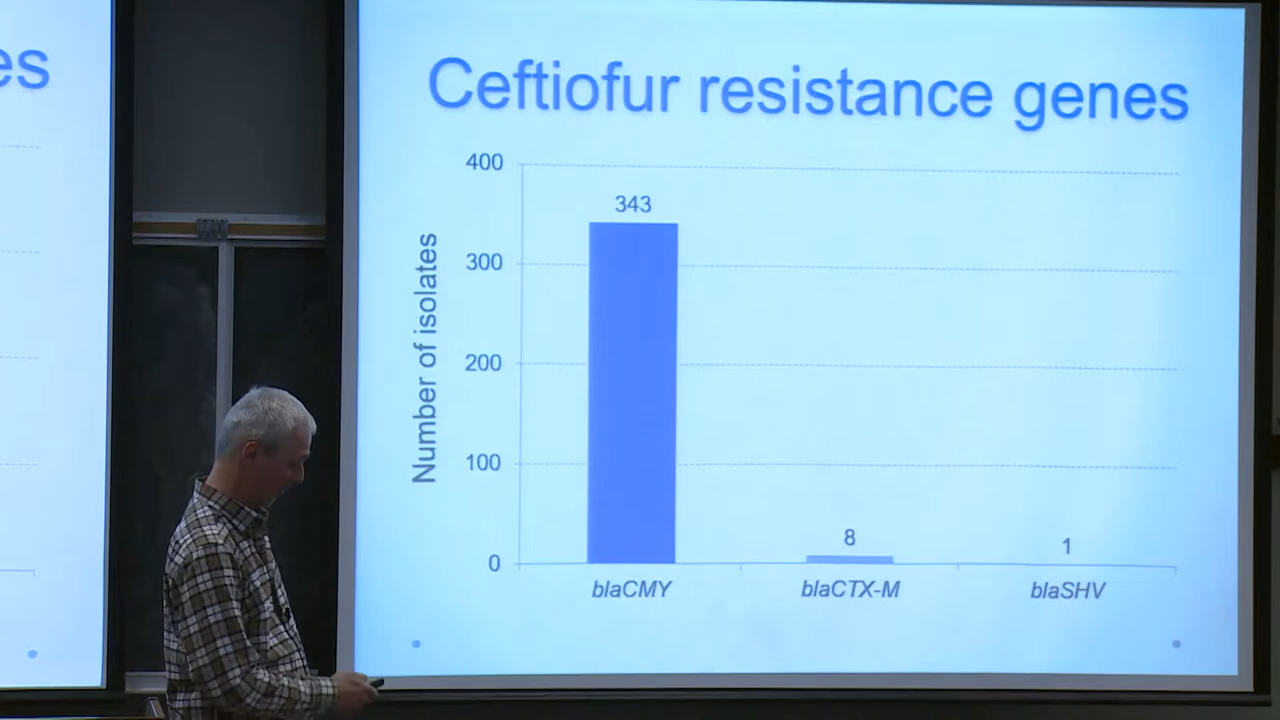 es
Ceftiofur resistance genes
400
300
200
100
0
Number of isolates
343
8
1
blaCMY
blaCTX-M
blaSHV